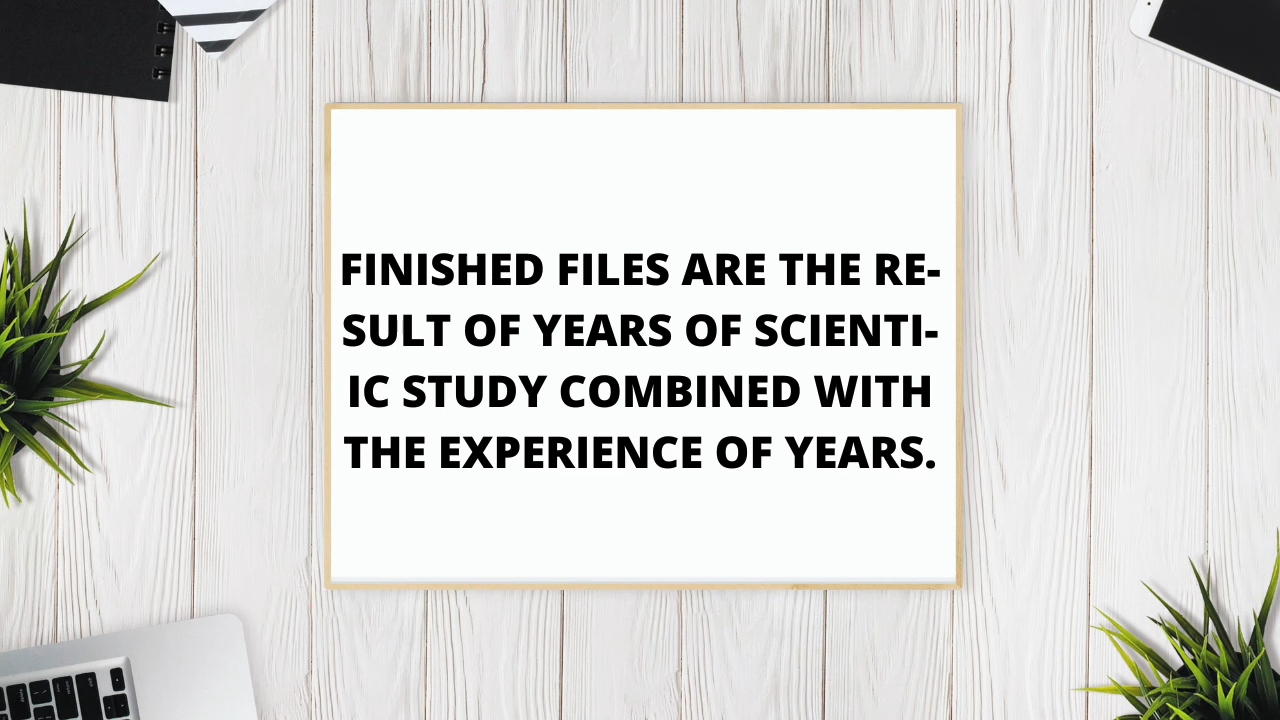 FINISHED FILES ARE THE RE-
SULT OF YEARS OF SCIENTI-
IC STUDY COMBINED WITH
THE EXPERIENCE OF YEARS.